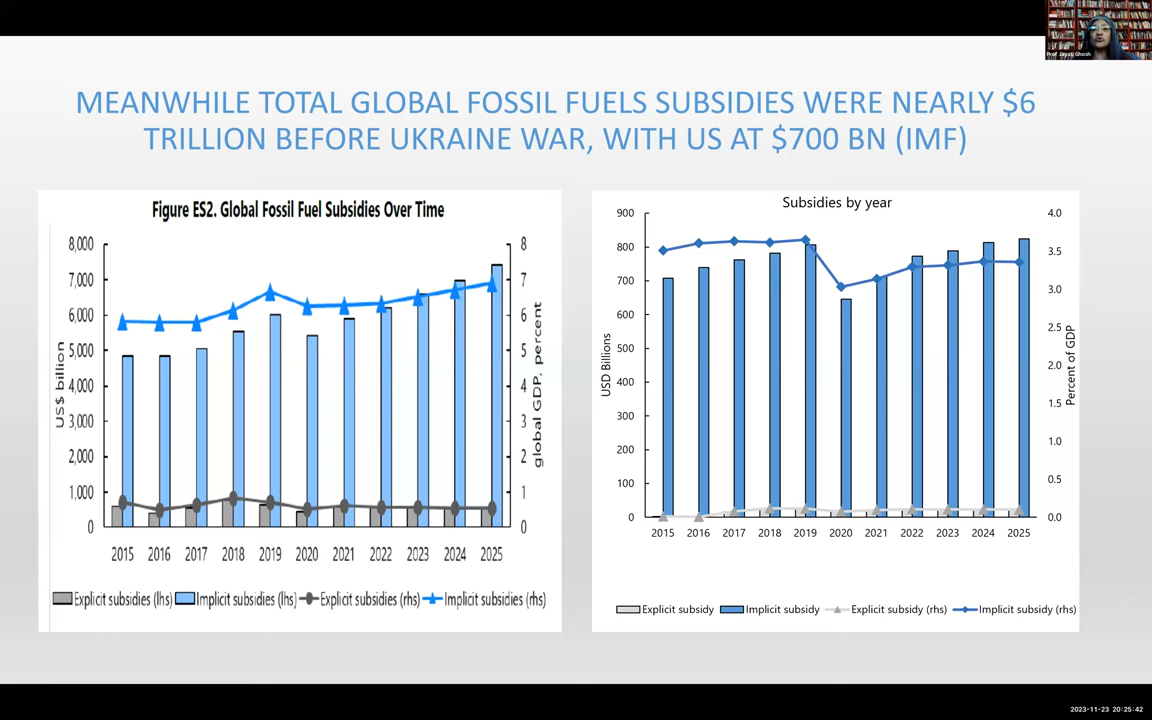 Prof Jayati Ghosh
MEANWHILE TOTAL GLOBAL FOSSIL FUELS SUBSIDIES WERE NEARLY $6
TRILLION BEFORE UKRAINE WAR, WITH US AT $700 BN (IMF)
Figure ES2. Global Fossil Fuel Subsidies Over Time
8,000
7,000
6,000
5,000
4,000
3,000
2,000
1,000
0
US$ billion
8
7
6
5
4
3
2
1
0
global GDP, percent
2015 2016 2017 2018 2019 2020 2021 2022 2023 2024 2025
Explicit subsidies (lhs) Implicit subsidies (lhs) Explicit subsidies (rhs) Implicit subsidies (rhs)
Subsidies by year
900
800
700
600
500
400
300
200
100
0
USD Billions
4.0
3.5
3.0
2.5
2.0
1.5
1.0
0.5
0.0
Percent of GDP
2015 2016 2017 2018 2019 2020 2021 2022 2023 2024 2025
Explicit subsidy Implicit subsidy Explicit subsidy (rhs) Implicit subsidy (rhs)
2023-11-23 20:25:42